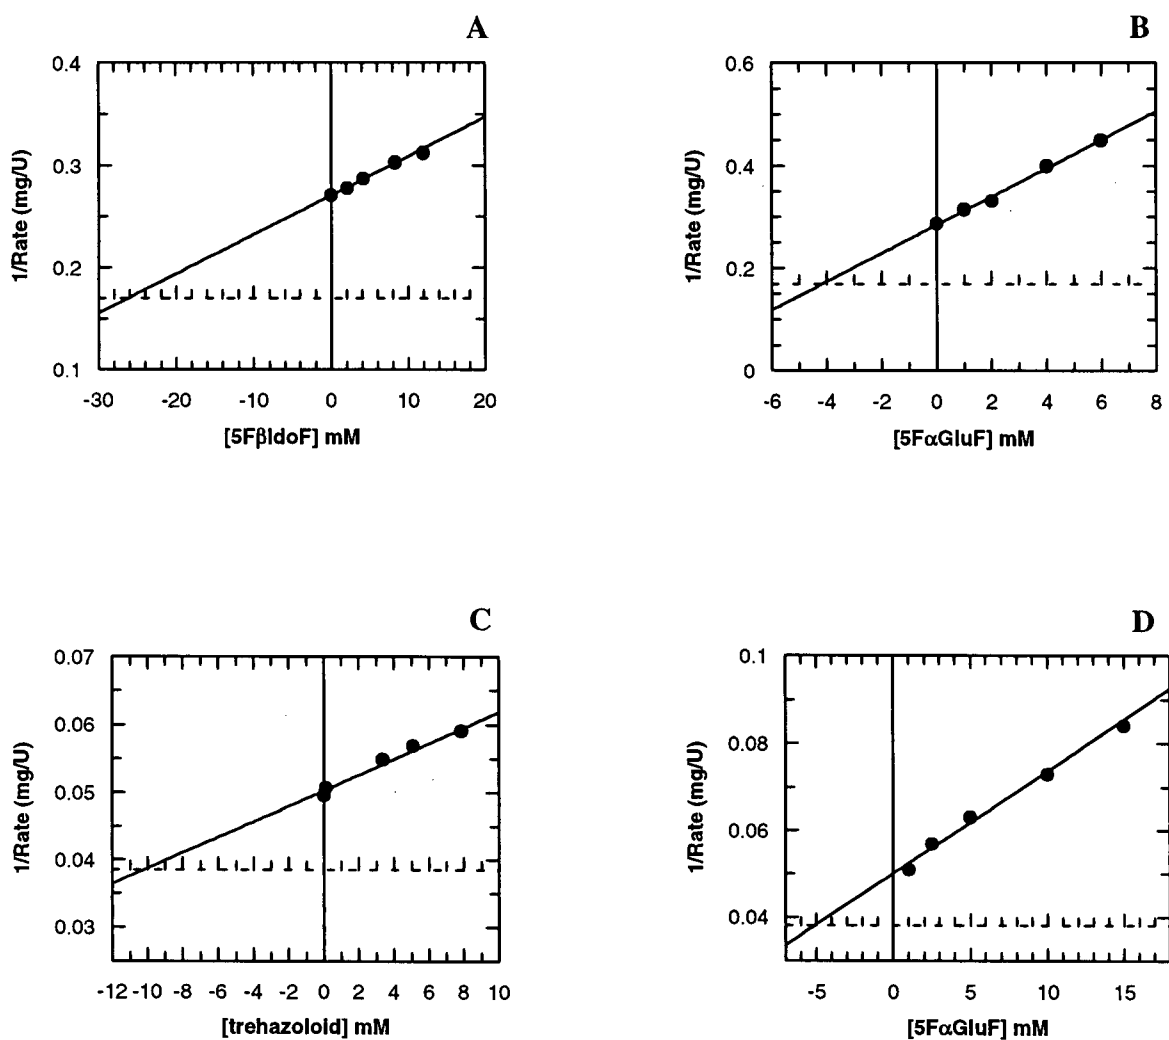 A
1/Rate (mg/U)
0.4
0.3
0.2
0.1
-30 -20 -10 0 10 20
[5FβIdoF] mM
B
1/Rate (mg/U)
0.6
0.4
0.2
0
-6 -4 -2 0 2 4 6 8
[5FαGluF] mM
C
1/Rate (mg/U)
0.07
0.06
0.05
0.04
0.03
-12 -10 -8 -6 -4 -2 0 2 4 6 8 10
[trehazoloid] mM
D
1/Rate (mg/U)
0.1
0.08
0.06
0.04
-5 0 5 10 15
[5FαGluF] mM